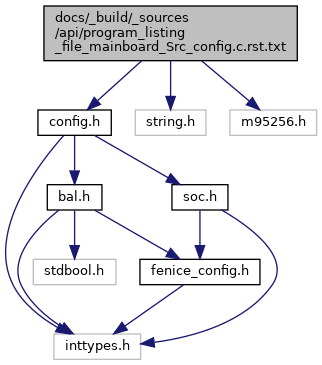 docs/_build/_sources
/api/program_listing
_file_mainboard_Src_config.c.rst.txt
config.h
string.h
m95256.h
bal.h
soc.h
stdbool.h
fenice_config.h
inttypes.h